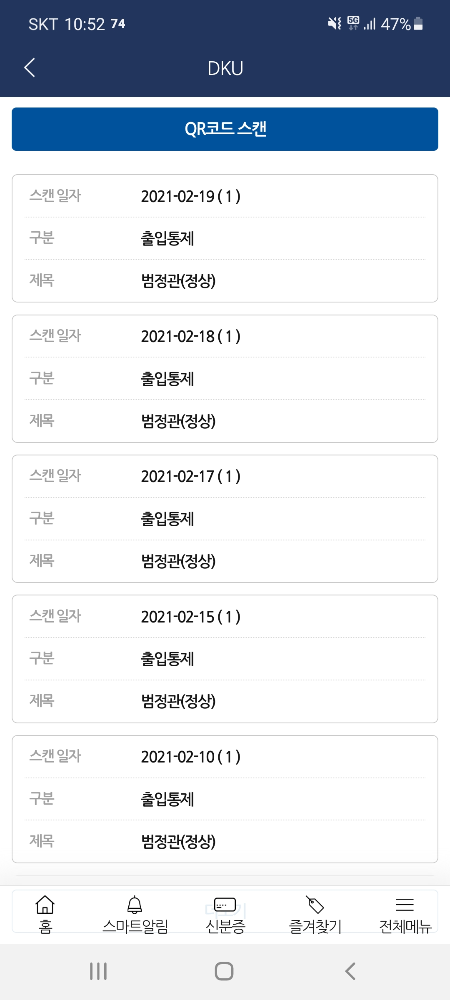 SKT 10:52 74 5G 47%
DKU
QR코드 스캔
스캔 일자 2021-02-19 ( 1 )
구분 출입통제
제목 범정관(정상)
스캔 일자 2021-02-18 ( 1 )
구분 출입통제
제목 범정관(정상)
스캔 일자 2021-02-17 ( 1 )
구분 출입통제
제목 범정관(정상)
스캔 일자 2021-02-15 ( 1 )
구분 출입통제
제목 범정관(정상)
스캔 일자 2021-02-10 ( 1 )
구분 출입통제
제목 범정관(정상)
홈 스마트알림 신분증 즐겨찾기 전체메뉴